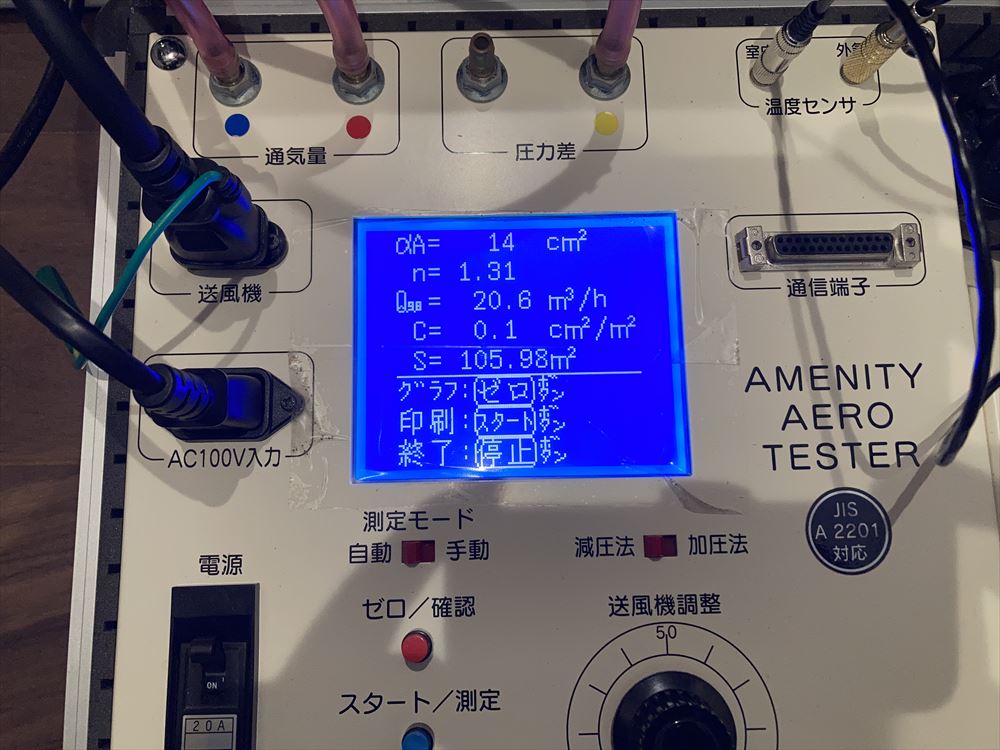 室内 外気
温度センサ
通気量
圧力差
送風機
通信端子
AC100V入力
αA= 14 cm²
n= 1.31
Q₉.₈= 20.6 m³/h
C= 0.1 cm²/m²
S= 105.98m²
グラフ:ゼロボタン
印刷:スタートボタン
終了:停止ボタン
AMENITY
AERO
TESTER
JIS
A 2201
対応
測定モード
自動 手動
減圧法 加圧法
電源
ゼロ/確認
送風機調整
50
ON
スタート/測定
20A